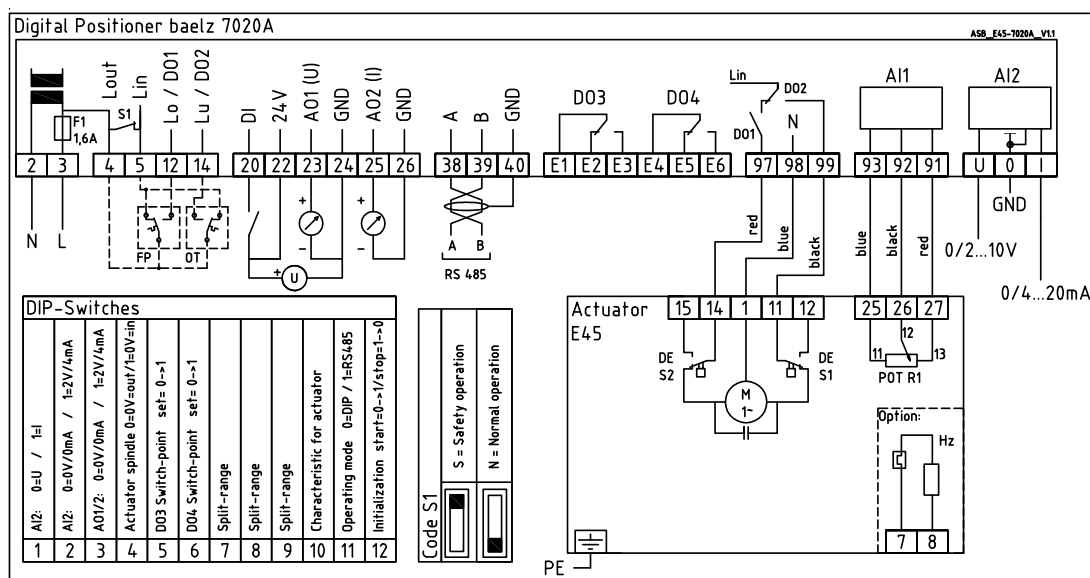 Digital Positioner baelz 7020A
ASB_E45-7020A_V1.1
F1
1,6A
Lout
S1
Lin
Lo / DO1
Lu / DO2
DI
24V
AO1 (U)
GND
AO2 (I)
GND
A
B
GND
DO3
DO4
Lin
DO2
DO1
N
AI1
AI2
2 3 4 5 12 14 20 22 23 24 25 26 38 39 40 E1 E2 E3 E4 E5 E6 97 98 99 93 92 91 U 0 I
N L
FP OT
+
-
+
-
+ U
A B
RS 485
red
blue
black
blue
black
red
GND
0/2...10V
0/4...20mA
DIP-Switches
AI2: 0=U / 1=I
AI2: 0=0V/0mA / 1=2V/4mA
AO1/2: 0=0V/0mA / 1=2V/4mA
Actuator spindle 0=0V=out/1=0V=in
DO3 Switch-point set= 0->1
DO4 Switch-point set= 0->1
Split-range
Split-range
Split-range
Characteristic for actuator
Operating mode 0=DIP / 1=RS485
Initialization start=0->1/stop=1->0
1 2 3 4 5 6 7 8 9 10 11 12
Code S1
S = Safety operation
N = Normal operation
Actuator
E45
15 14 1 11 12 25 26 27
DE
S2
DE
S1
M
1~
11 12 13
POT R1
Option:
Hz
7 8
PE